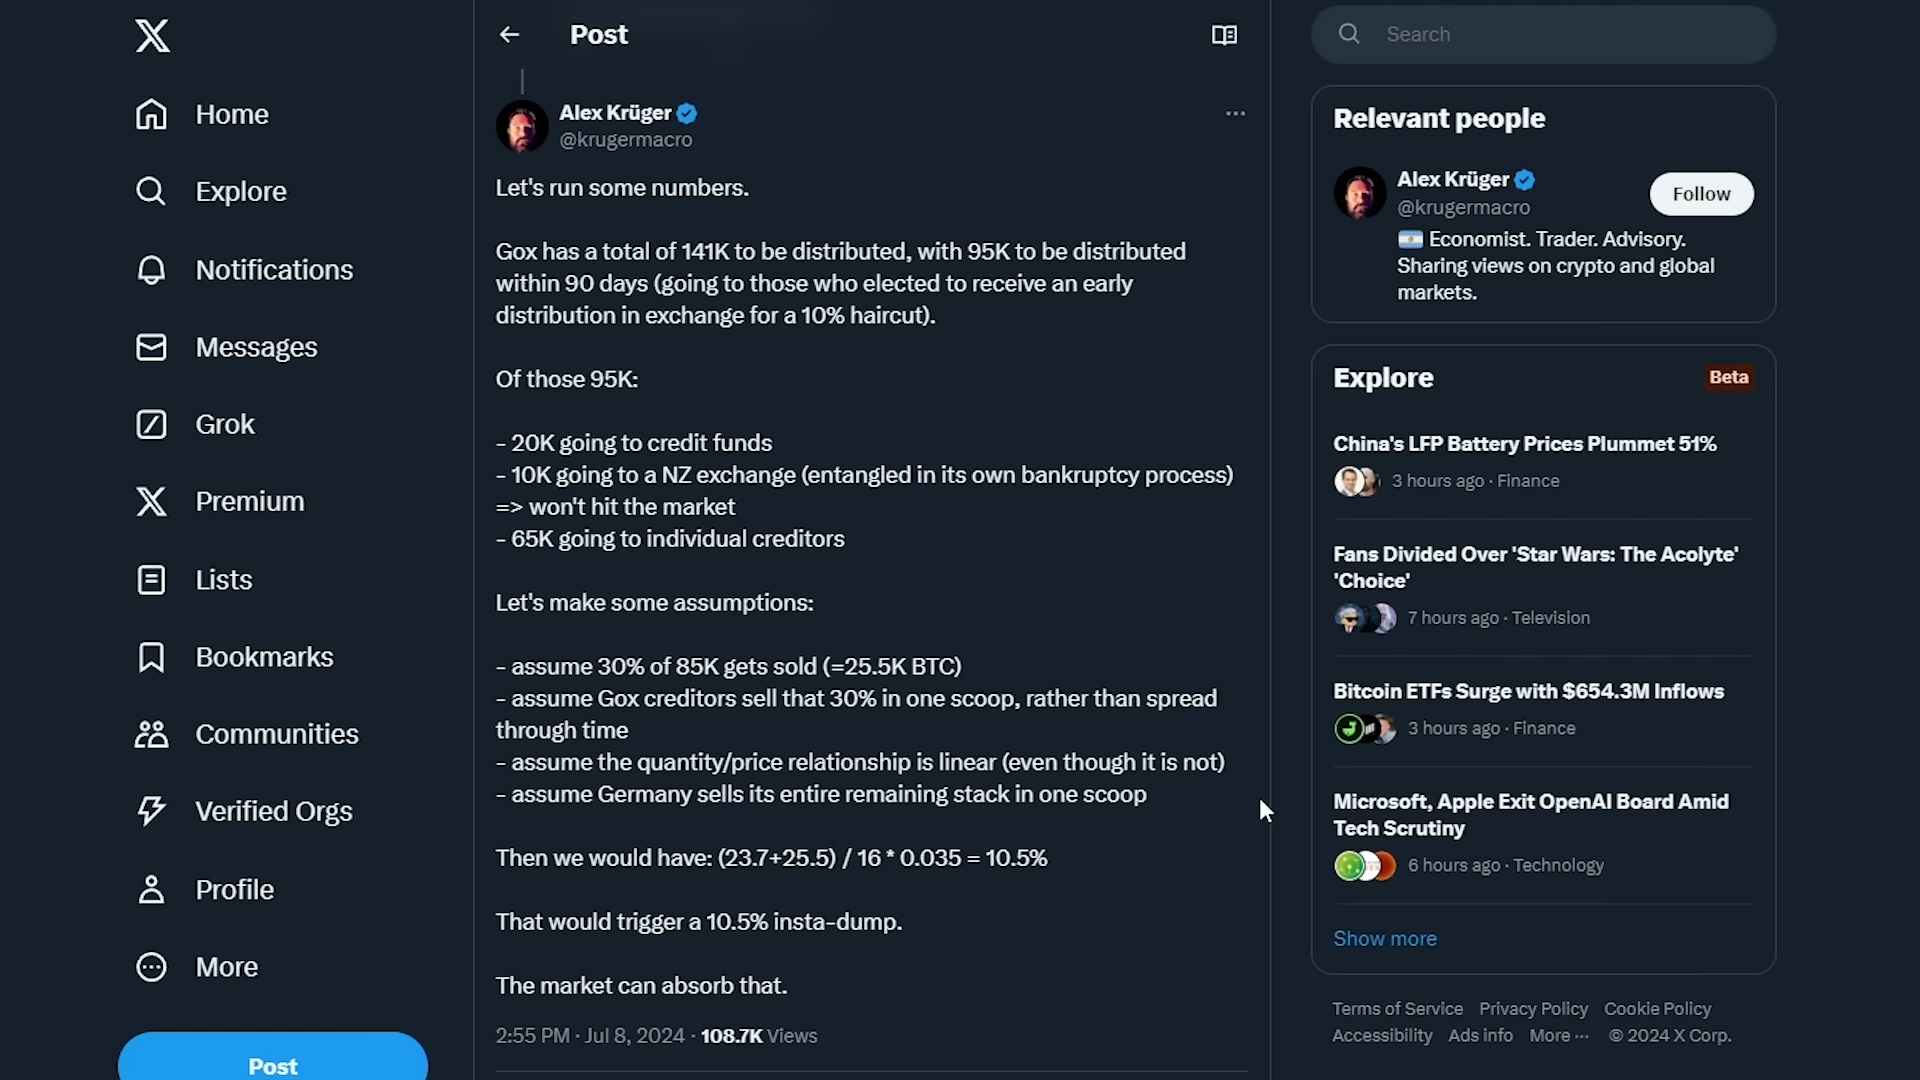 Home
Explore
Notifications
Messages
Grok
Premium
Lists
Bookmarks
Communities
Verified Orgs
Profile
More
Post
Post
Alex Krüger
@krugermacro
Let's run some numbers.
Gox has a total of 141K to be distributed, with 95K to be distributed
within 90 days (going to those who elected to receive an early
distribution in exchange for a 10% haircut).
Of those 95K:
- 20K going to credit funds
- 10K going to a NZ exchange (entangled in its own bankruptcy process)
=> won't hit the market
- 65K going to individual creditors
Let's make some assumptions:
- assume 30% of 85K gets sold (=25.5K BTC)
- assume Gox creditors sell that 30% in one scoop, rather than spread
through time
- assume the quantity/price relationship is linear (even though it is not)
- assume Germany sells its entire remaining stack in one scoop
Then we would have: (23.7+25.5) / 16 * 0.035 = 10.5%
That would trigger a 10.5% insta-dump.
The market can absorb that.
2:55 PM · Jul 8, 2024 · 108.7K Views
Search
Relevant people
Alex Krüger
@krugermacro
Follow
Economist. Trader. Advisory.
Sharing views on crypto and global
markets.
Explore
Beta
China's LFP Battery Prices Plummet 51%
3 hours ago · Finance
Fans Divided Over 'Star Wars: The Acolyte'
'Choice'
7 hours ago · Television
Bitcoin ETFs Surge with $654.3M Inflows
3 hours ago · Finance
Microsoft, Apple Exit OpenAI Board Amid
Tech Scrutiny
6 hours ago · Technology
Show more
Terms of Service Privacy Policy Cookie Policy
Accessibility Ads info More ··· © 2024 X Corp.